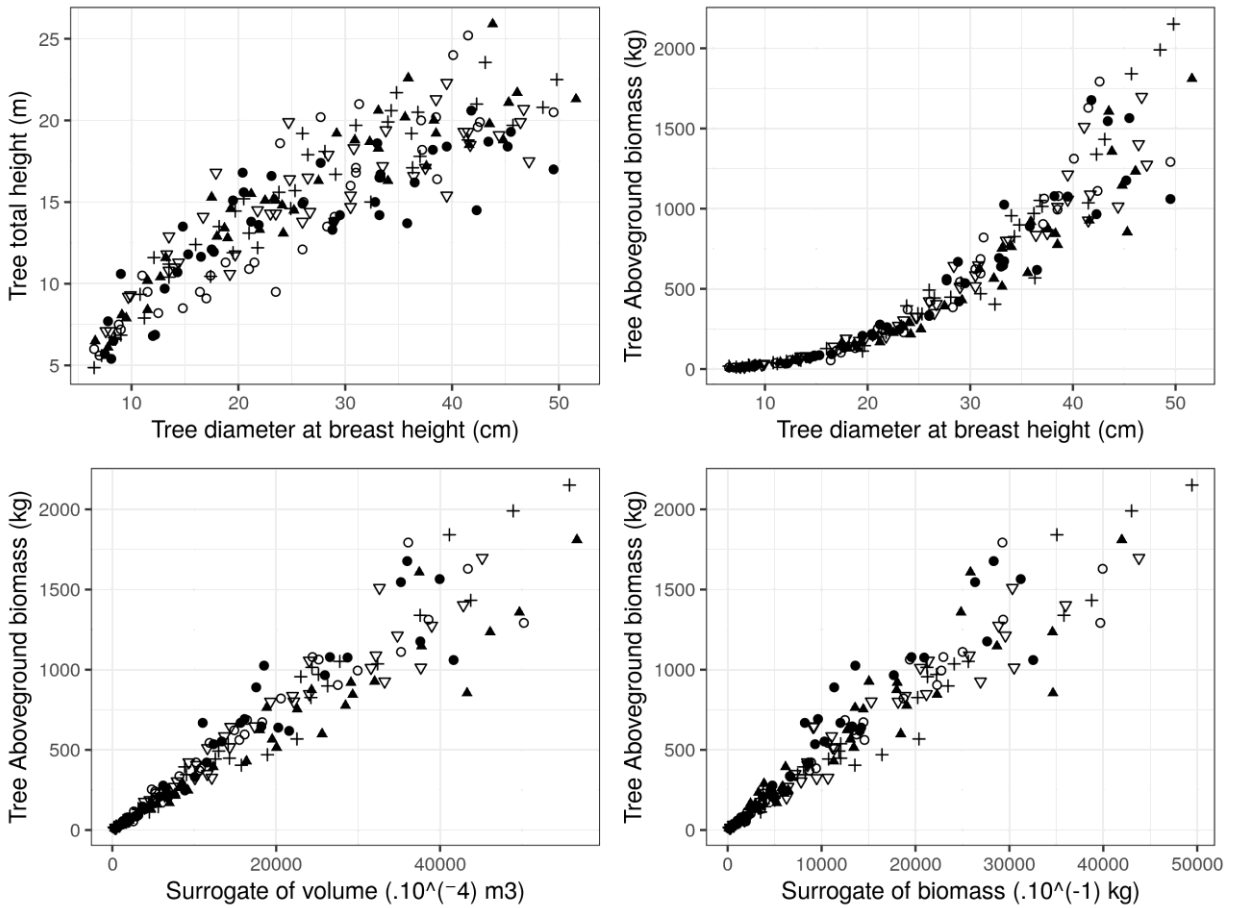 Tree total height (m)
25
20
15
10
5
10 20 30 40 50
Tree diameter at breast height (cm)
Tree Aboveground biomass (kg)
2000
1500
1000
500
0
10 20 30 40 50
Tree diameter at breast height (cm)
Tree Aboveground biomass (kg)
2000
1500
1000
500
0
0 20000 40000
Surrogate of volume (.10^(−4) m3)
Tree Aboveground biomass (kg)
2000
1500
1000
500
0
0 10000 20000 30000 40000 50000
Surrogate of biomass (.10^(-1) kg)